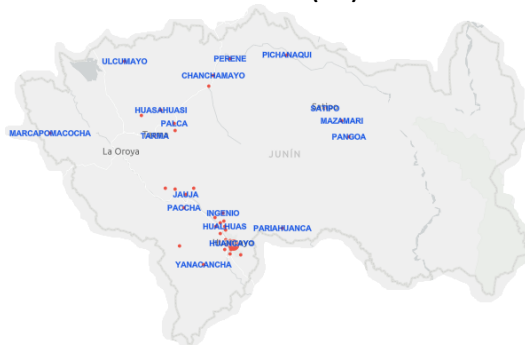 PICHANAQUI
ULCUMAYO
PERENE
CHANCHAMAYO
HUASAHUASI
SATIPO
PALCA
MAZAMARI
MARCAPOMACOCHA
TARMA
PANGOA
La Oroya
JUNÍN
JAUJA
PACCHA
INGENIO
HUALHUAS
PARIAHUANCA
HUANCAYO
YANACANCHA